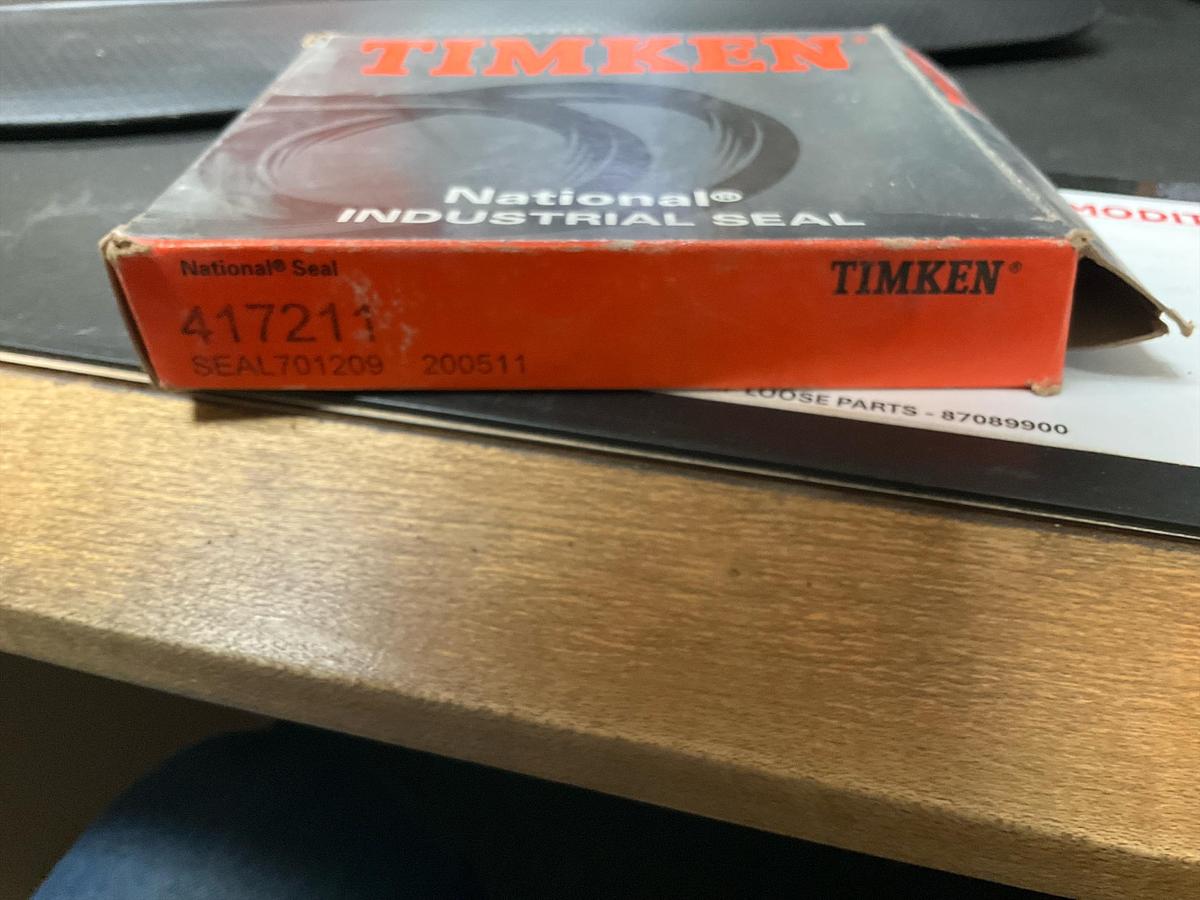 TIMKEN®
National®
INDUSTRIAL SEAL
National® Seal
TIMKEN®
417211
SEAL701209 200511
MODIT
LOOSE PARTS - 87089900